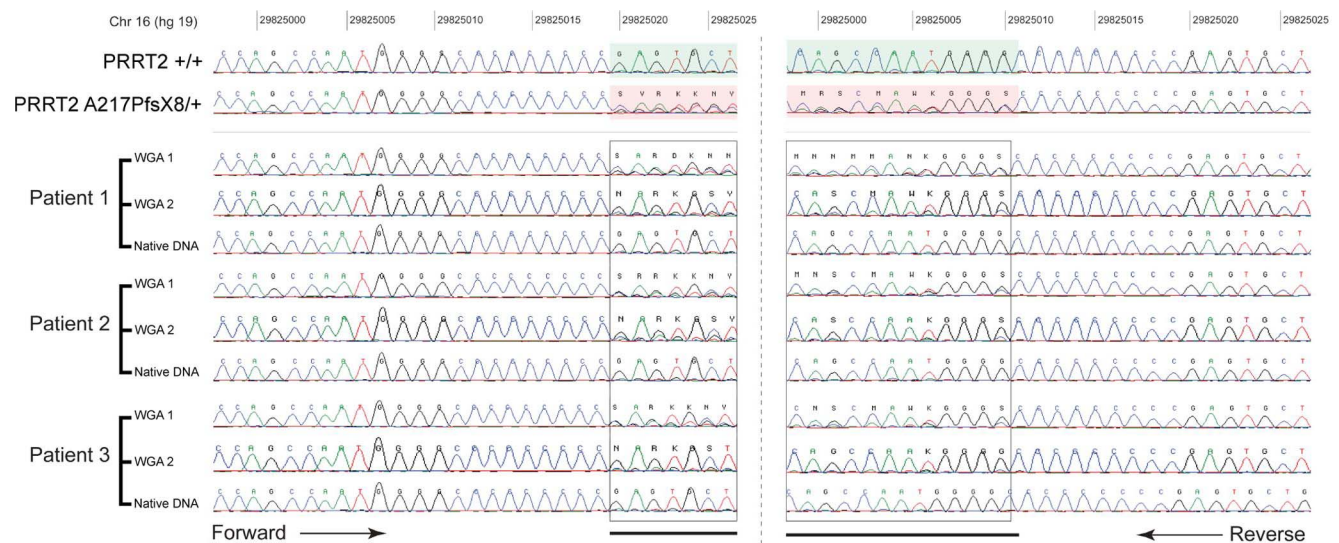 Chr 16 (hg 19) 29825000 29825005 29825010 29825015 29825020 29825025 29825000 29825005 29825010 29825015 29825020 29825025
PRRT2 +/+ C C A G C C A A T G G G G C C C C C C C C C G A G T G C T C A G C C A A T G G G G C C C C C C C C C G A G T G C T
PRRT2 A217PfsX8/+ C C A G C C A A T G G G G C C C C C C C C C S V R K K N Y M R S C M A W K G G G S C C C C C C C C C G A G T G C T
Patient 1
WGA 1 C C A G C C A A T G G G G C C C C C C C C C S A R D K N N M N N M M A N K G G G S C C C C C C C C C G A G T G C T
WGA 2 C C A G C C A A T G G G G C C C C C C C C C N A R K G S Y C A S C M A W K G G G S C C C C C C C C C G A G T G C T
Native DNA C C A G C C A A T G G G G C C C C C C C C C G A G T G C T C A G C C A A T G G G G C C C C C C C C C G A G T G C T
Patient 2
WGA 1 C C A G C C A A T G G G G C C C C C C C C C S R R K K N Y M N S C M A W K G G G S C C C C C C C C C G A G T G C T
WGA 2 C C A G C C A A T G G G G C C C C C C C C C N A R K G S Y C A S C A A K G G G S C C C C C C C C C G A G T G C T
Native DNA C C A G C C A A T G G G G C C C C C C C C C G A G T G C T C A G C C A A T G G G G C C C C C C C C C G A G T G C T
Patient 3
WGA 1 C C A G C C A A T G G G G C C C C C C C C C S A R K K N Y C N S C M A W K G G G S C C C C C C C C C G A G T G C T
WGA 2 C C A G C C A A T G G G G C C C C C C C C C N A R K G S T C A G C C A A K G G G G C C C C C C C C C G A G T G C T
Native DNA C C A G C C A A T G G G G C C C C C C C C C G A G T G C T C A G C C A A T G G G G C C C C C C C C C G A G T G C T G
Forward Reverse